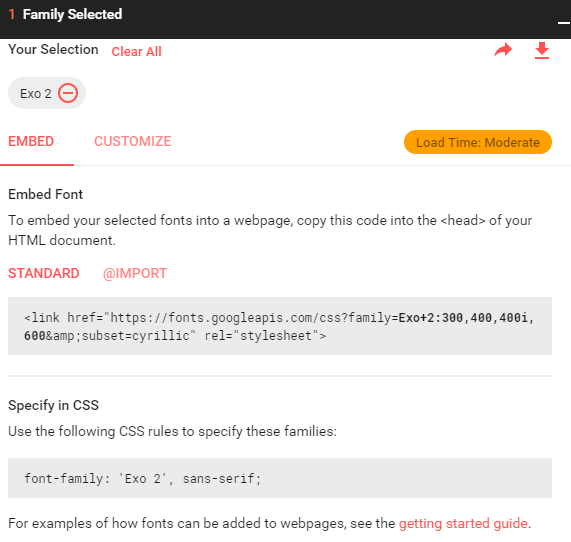 1 Family Selected
Your Selection Clear All
Exo 2
EMBED CUSTOMIZE Load Time: Moderate
Embed Font
To embed your selected fonts into a webpage, copy this code into the <head> of your
HTML document.
STANDARD @IMPORT
<link href="https://fonts.googleapis.com/css?family=Exo+2:300,400,400i,
600&amp;subset=cyrillic" rel="stylesheet">
Specify in CSS
Use the following CSS rules to specify these families:
font-family: 'Exo 2', sans-serif;
For examples of how fonts can be added to webpages, see the getting started guide.